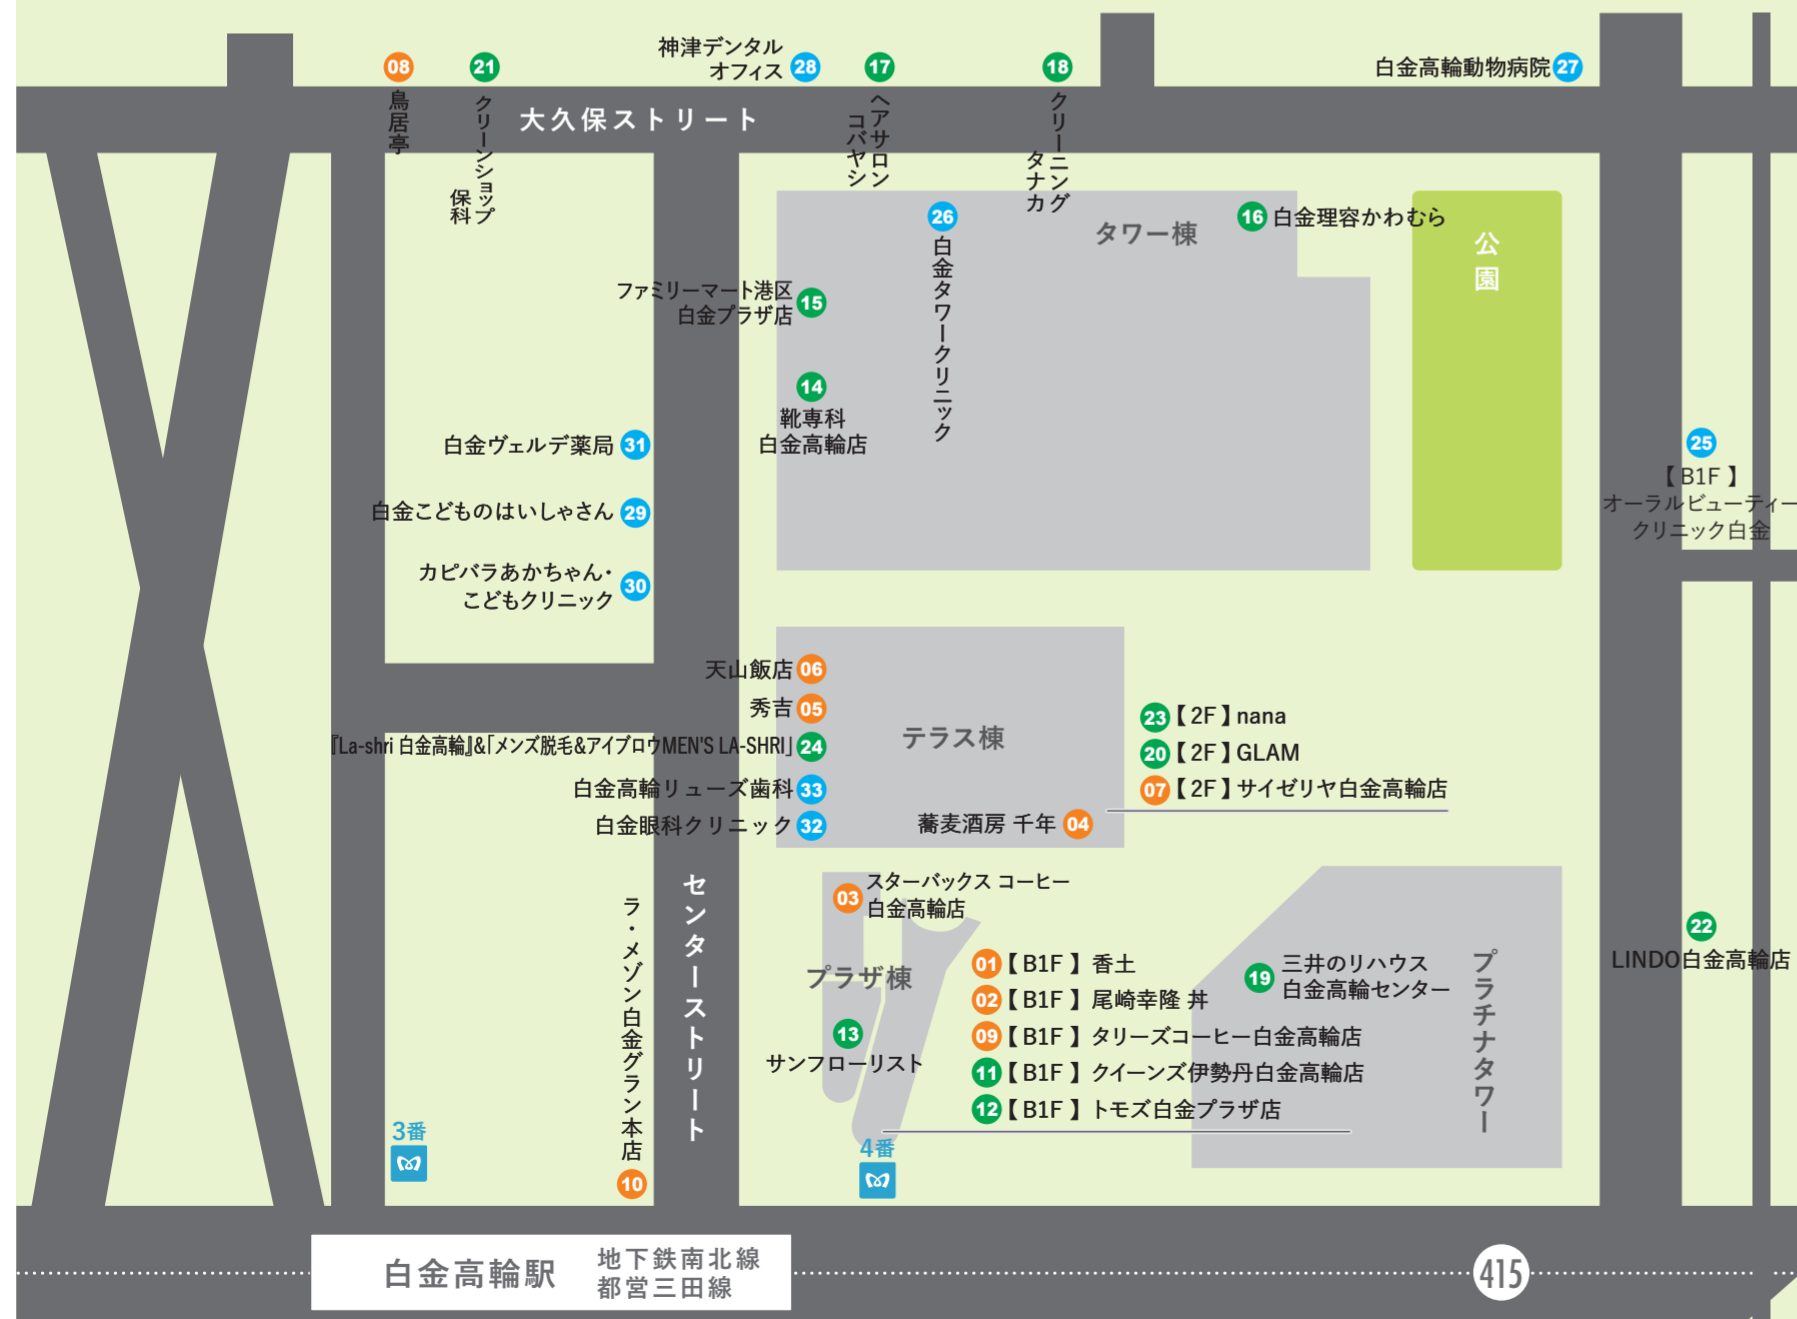 08
鳥居亭
21
クリーンショップ
保科
神津デンタル
オフィス 28
17
ヘアサロン
コバヤシ
18
クリーニング
タナカ
白金高輪動物病院 27
大久保ストリート
26
白金タワークリニック
タワー棟
16 白金理容かわむら
公園
ファミリーマート港区
白金プラザ店 15
14
靴専科
白金高輪店
白金ヴェルデ薬局 31
白金こどものはいしゃさん 29
カピバラあかちゃん・
こどもクリニック 30
25
【B1F】
オーラルビューティー
クリニック白金
天山飯店 06
秀吉 05
『La-shri 白金高輪』&「メンズ脱毛&アイブロウMEN'S LA-SHRI」 24
白金高輪リューズ歯科 33
白金眼科クリニック 32
テラス棟
蕎麦酒房 千年 04
23【2F】nana
20【2F】GLAM
07【2F】サイゼリヤ白金高輪店
センターストリート
ラ・メゾン白金グラン本店
10
03 スターバックス コーヒー
白金高輪店
プラザ棟
13
サンフローリスト
01【B1F】香土
02【B1F】尾崎幸隆 丼
09【B1F】タリーズコーヒー白金高輪店
11【B1F】クイーンズ伊勢丹白金高輪店
12【B1F】トモズ白金プラザ店
19 三井のリハウス
白金高輪センター
プラチナタワー
22
LINDO白金高輪店
3番
4番
白金高輪駅
地下鉄南北線
都営三田線
415